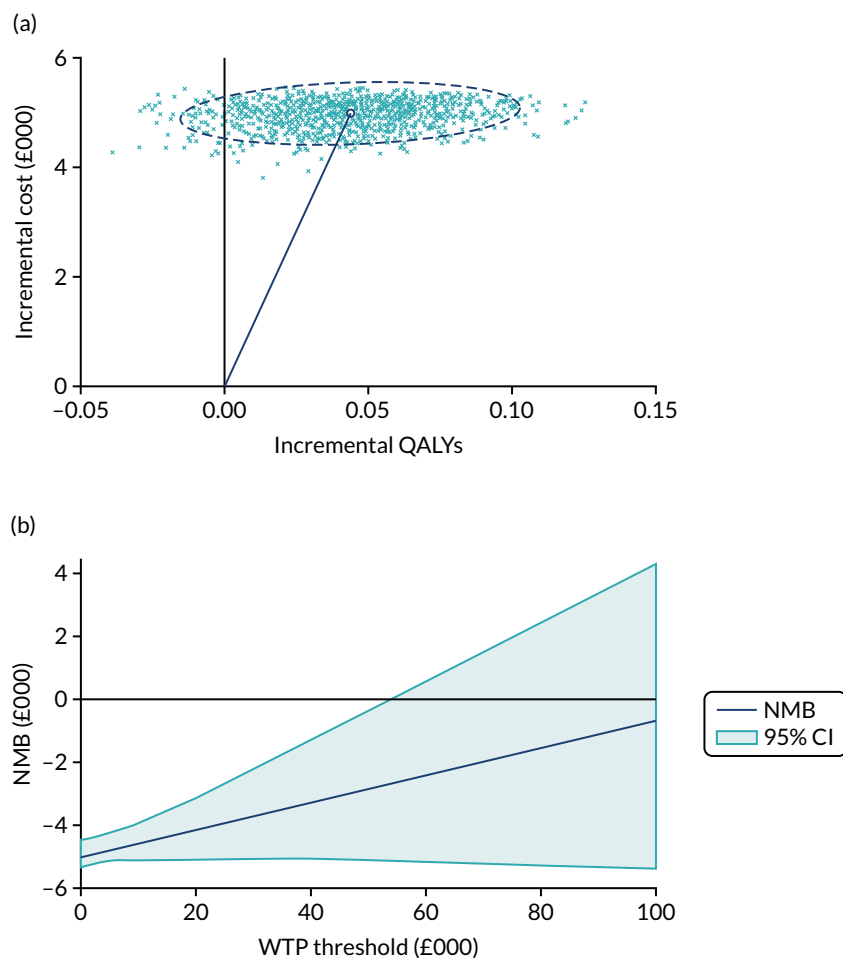 (a)
6
4
2
0
Incremental cost (£000)
−0.05
0.00
0.05
0.10
0.15
Incremental QALYs
(b)
4
2
0
−2
−4
−6
NMB (£000)
0
20
40
60
80
100
WTP threshold (£000)
NMB
95% CI